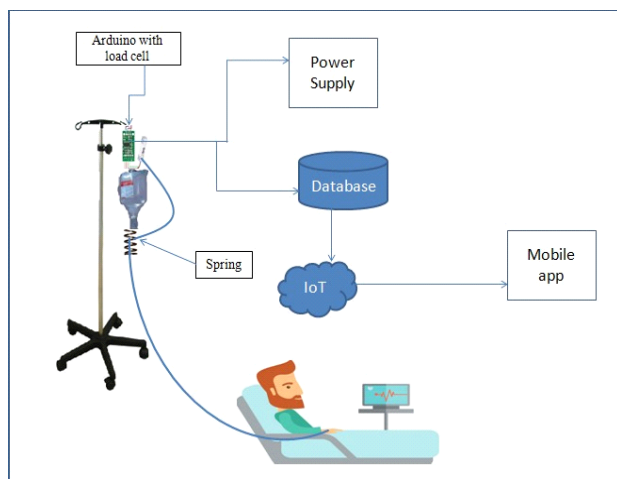 Arduino with
load cell
Power
Supply
Database
Spring
IoT
Mobile
app